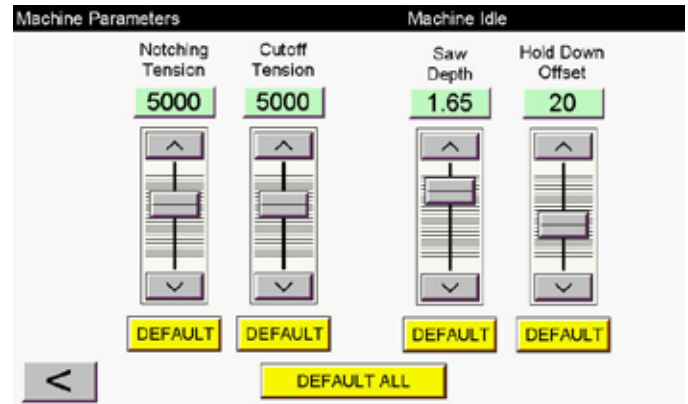 Machine Parameters Machine Idle
Notching Tension
Cutoff Tension
Saw Depth
Hold Down Offset
5000 5000 1.65 20
DEFAULT DEFAULT DEFAULT DEFAULT
< DEFAULT ALL